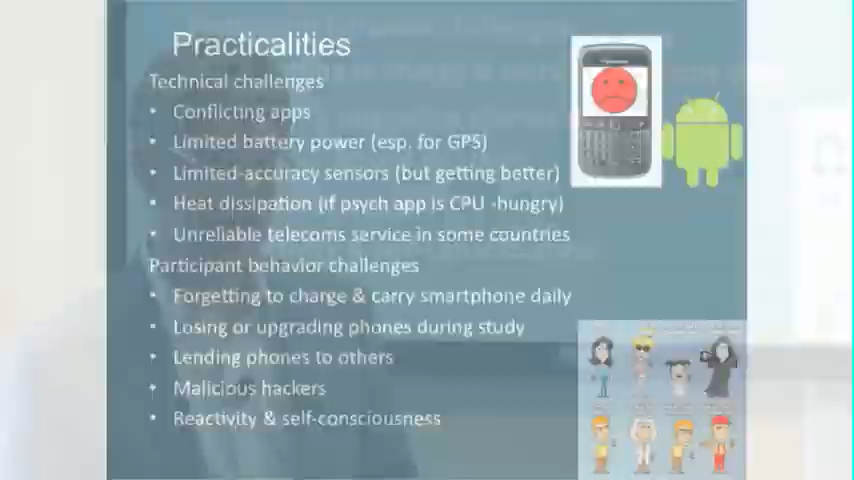 Practicalities
Technical challenges
• Conflicting apps
• Limited battery power (esp. for GPS)
• Limited-accuracy sensors (but getting better)
• Heat dissipation (if psych app is CPU -hungry)
• Unreliable telecoms service in some countries
Participant behavior challenges
• Forgetting to charge & carry smartphone daily
• Losing or upgrading phones during study
• Lending phones to others
• Malicious hackers
• Reactivity & self-consciousness